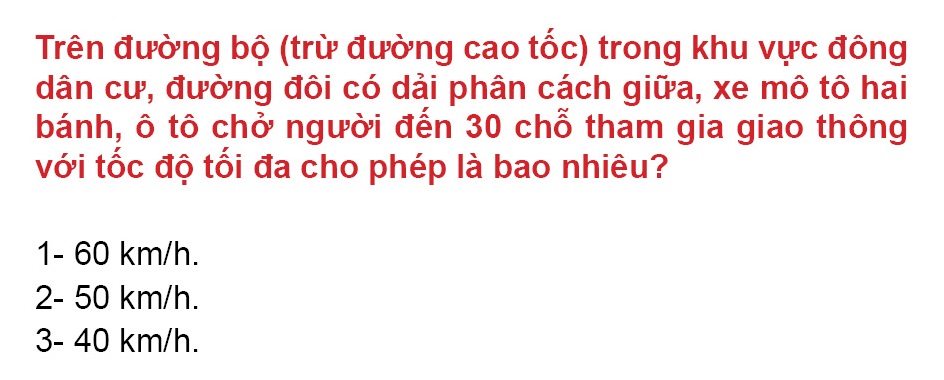 Trên đường bộ (trừ đường cao tốc) trong khu vực đông
dân cư, đường đôi có dải phân cách giữa, xe mô tô hai
bánh, ô tô chở người đến 30 chỗ tham gia giao thông
với tốc độ tối đa cho phép là bao nhiêu?
1- 60 km/h.
2- 50 km/h.
3- 40 km/h.